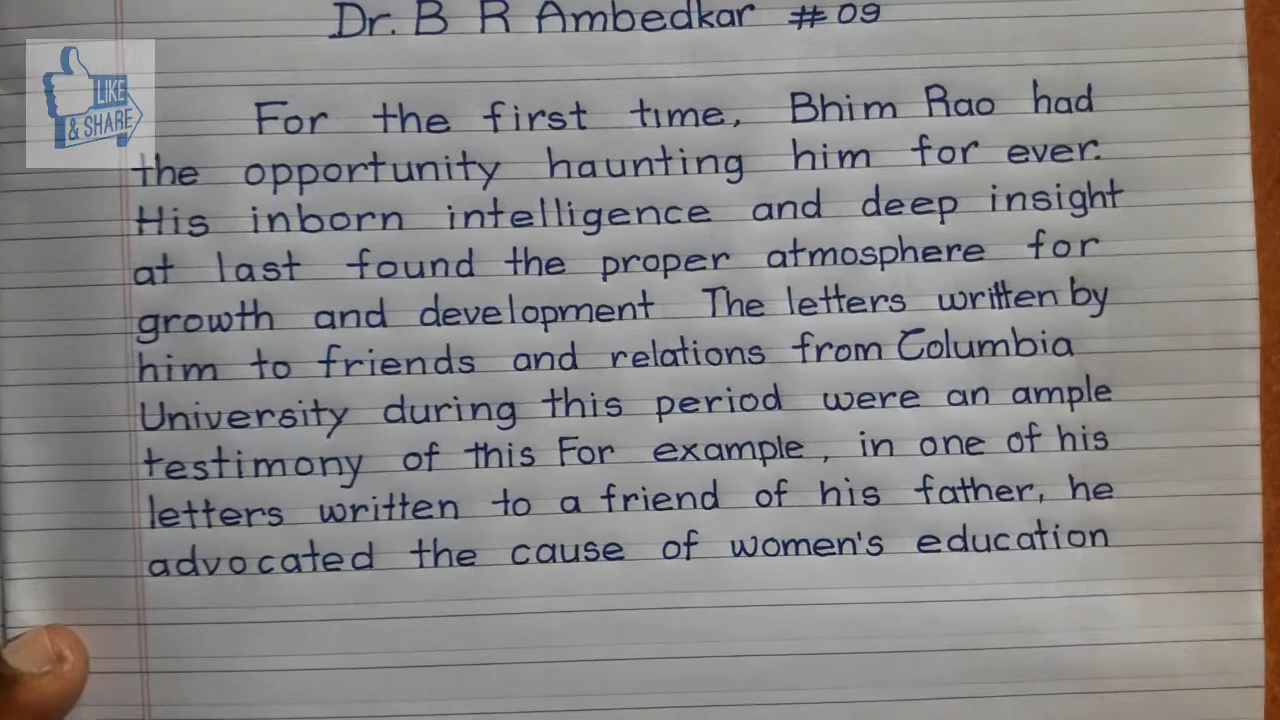 Dr. B R Ambedkar #09
LIKE
& SHARE
For the first time, Bhim Rao had
the opportunity haunting him for ever.
His inborn intelligence and deep insight
at last found the proper atmosphere for
growth and development The letters written by
him to friends and relations from Columbia
University during this period were an ample
testimony of this For example, in one of his
letters written to a friend of his father, he
advocated the cause of women's education